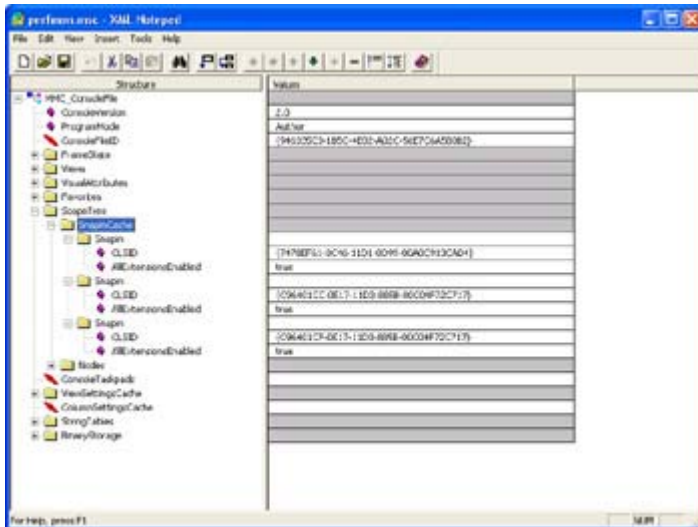 perfmon.msc - XML Notepad
File Edit View Insert Tools Help
Structure Values
MMC_ConsoleFile
ConsoleVersion 2.0
ProgramMode Author
ConsoleFileID
FrameState
Views
VisualAttributes
Favorites
ScopeTree
SnapinCache
Snapin
CLSID
AllExtensionsEnabled true
Snapin
CLSID
AllExtensionsEnabled true
Snapin
CLSID
AllExtensionsEnabled true
Nodes
ConsoleTaskpads
ViewSettingsCache
ColumnSettingsCache
StringTables
BinaryStorage
For Help, press F1 NUM